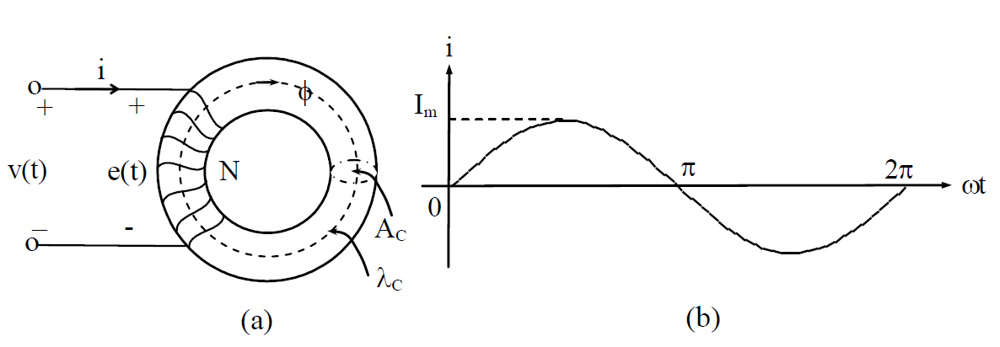 i
+ +
ϕ
v(t) e(t) N
_ -
A_C
λ_C
(a)
i
I_m
0
π
2π
ωt
(b)